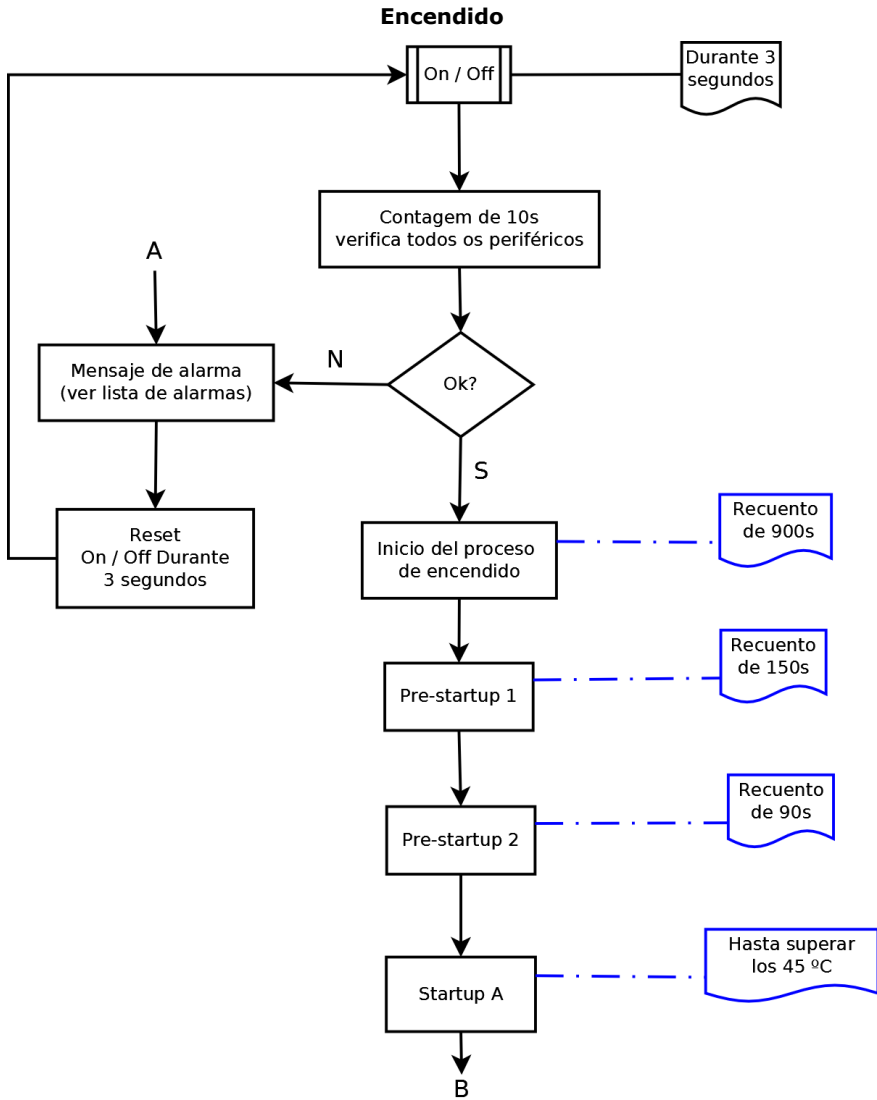 Encendido
On / Off
Durante 3
segundos
Contagem de 10s
verifica todos os periféricos
A
Mensaje de alarma
(ver lista de alarmas)
N
Ok?
S
Reset
On / Off Durante
3 segundos
Inicio del proceso
de encendido
Recuento
de 900s
Pre-startup 1
Recuento
de 150s
Pre-startup 2
Recuento
de 90s
Startup A
Hasta superar
los 45 ºC
B